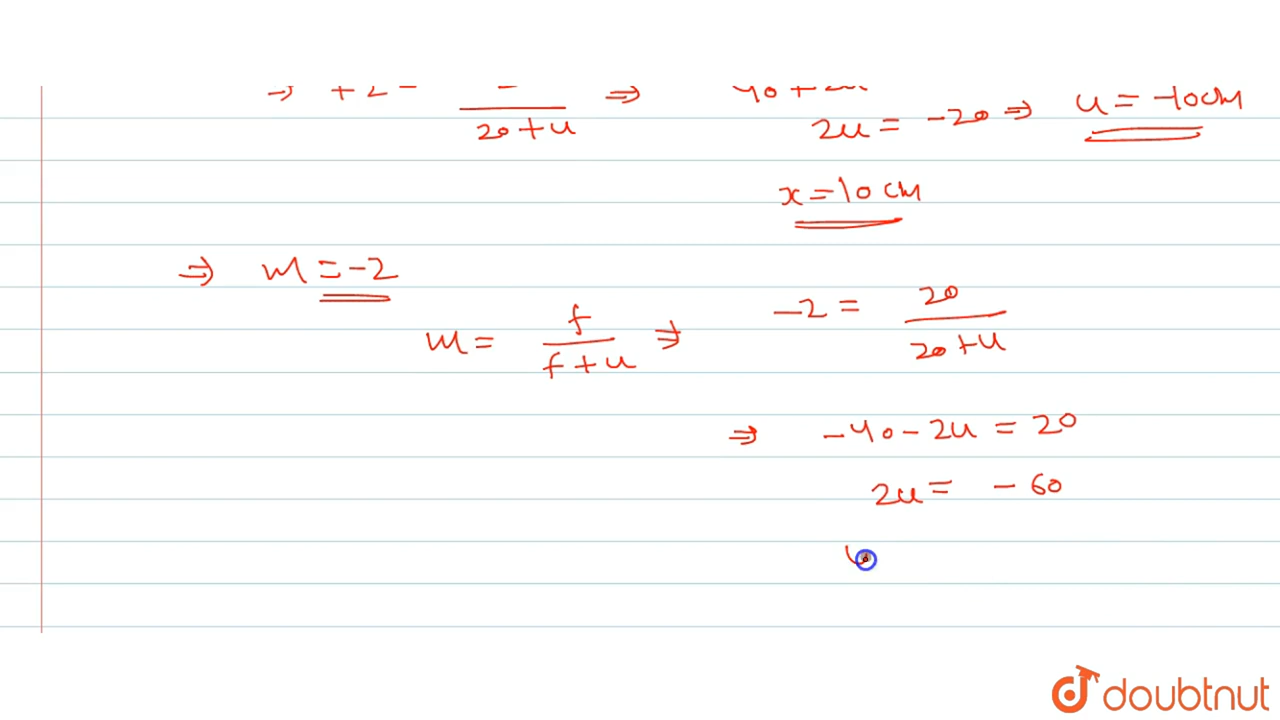 ⇒ +2 = ─/(20+u) ⇒ 40+2u
2u = -20 ⇒ u = -10cm
x = 10 cm
⇒ m = -2
m = f/(f+u) ⇒ -2 = 20/(20+u)
⇒ -40-2u = 20
2u = -60
doubtnut